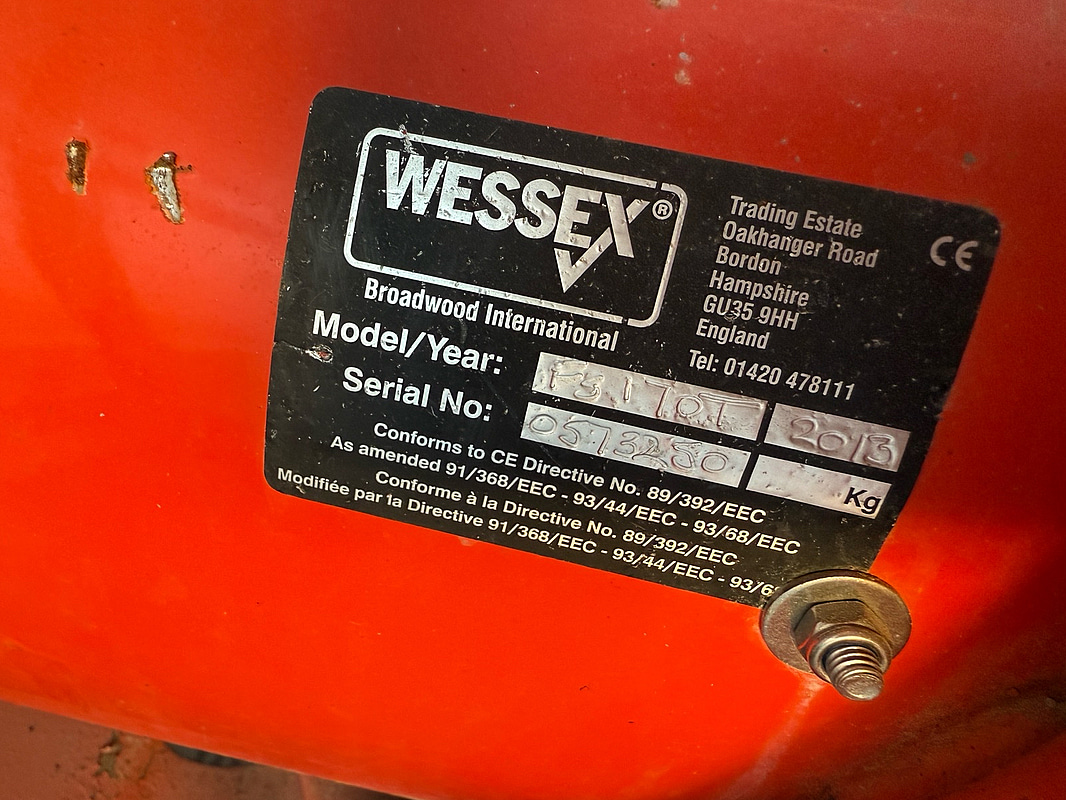 WESSEX®
Broadwood International
Trading Estate
Oakhanger Road
Bordon
Hampshire
GU35 9HH
England
Tel: 01420 478111
CE
Model/Year: 2013
Serial No:
Kg
Conforms to CE Directive No. 89/392/EEC
As amended 91/368/EEC - 93/44/EEC - 93/68/EEC
Conforme à la Directive No. 89/392/EEC
Modifiée par la Directive 91/368/EEC - 93/44/EEC -